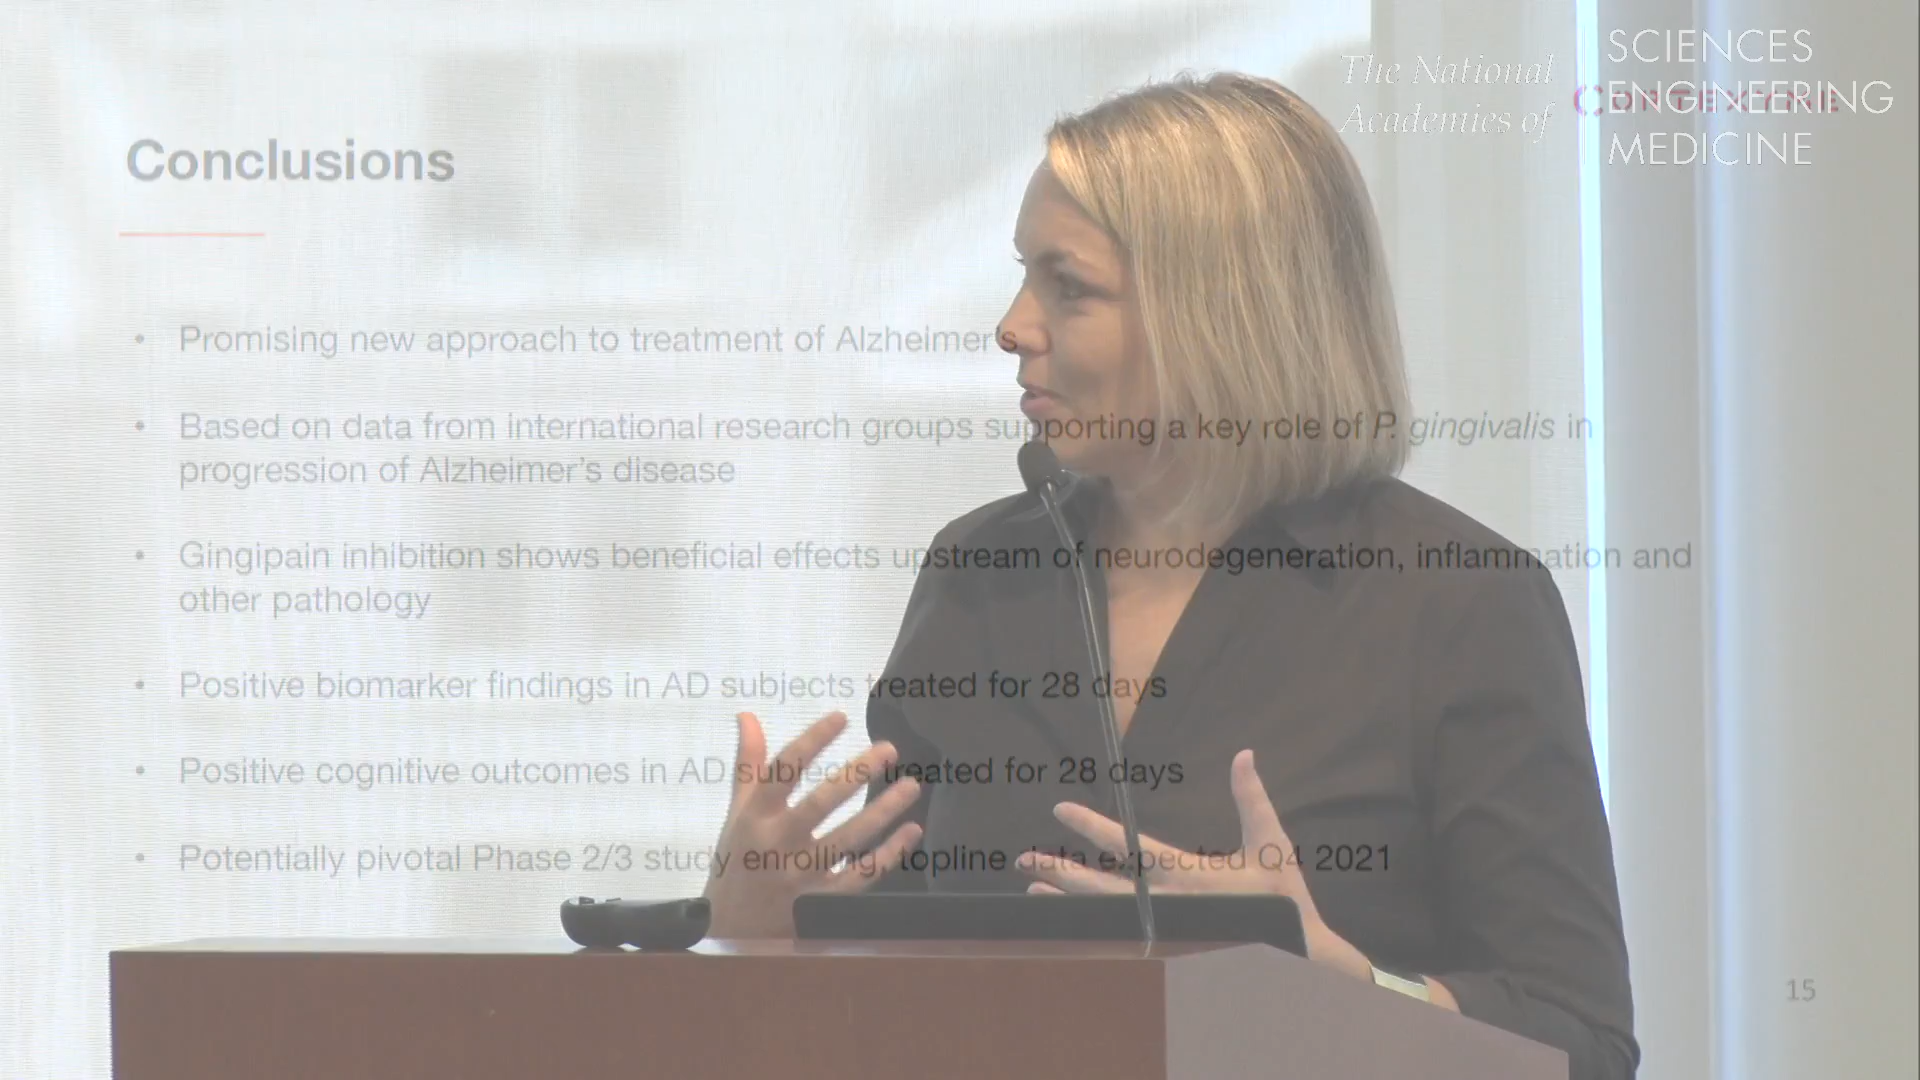 The National
Academies of
SCIENCES
ENGINEERING
MEDICINE
Conclusions
• Promising new approach to treatment of Alzheimer's
• Based on data from international research groups supporting a key role of P. gingivalis in
progression of Alzheimer's disease
• Gingipain inhibition shows beneficial effects upstream of neurodegeneration, inflammation and
other pathology
• Positive biomarker findings in AD subjects treated for 28 days
• Positive cognitive outcomes in AD subjects treated for 28 days
• Potentially pivotal Phase 2/3 study enrolling, topline data expected Q4 2021
15